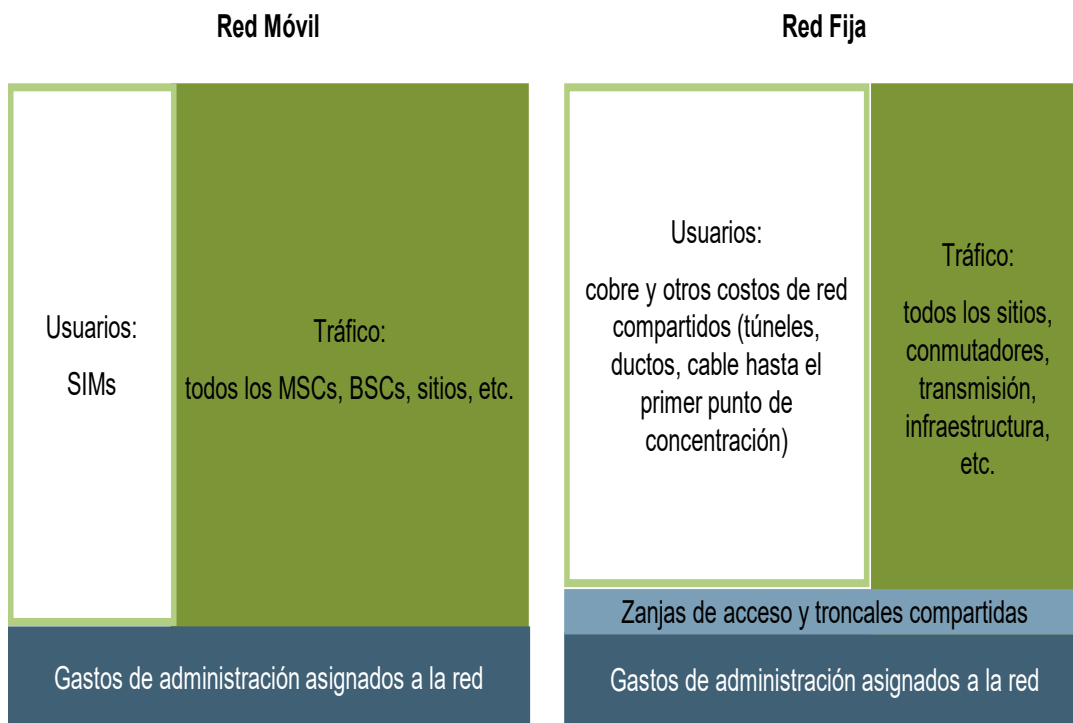 Red Móvil
Usuarios:
SIMs
Tráfico:
todos los MSCs, BSCs, sitios, etc.
Gastos de administración asignados a la red
Red Fija
Usuarios:
cobre y otros costos de red
compartidos (túneles,
ductos, cable hasta el
primer punto de
concentración)
Tráfico:
todos los sitios,
conmutadores,
transmisión,
infraestructura,
etc.
Zanjas de acceso y troncales compartidas
Gastos de administración asignados a la red